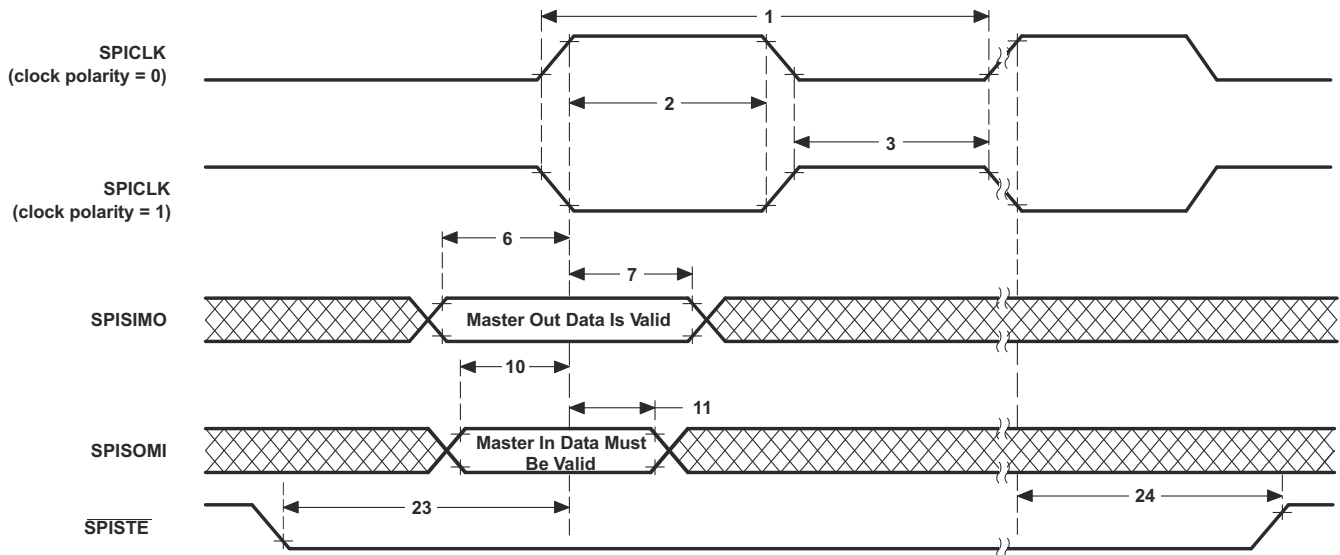 1
SPICLK
(clock polarity = 0)
2
3
SPICLK
(clock polarity = 1)
6
7
SPISIMO
Master Out Data Is Valid
10
11
SPISOMI
Master In Data Must
Be Valid
23
24
SPISTE